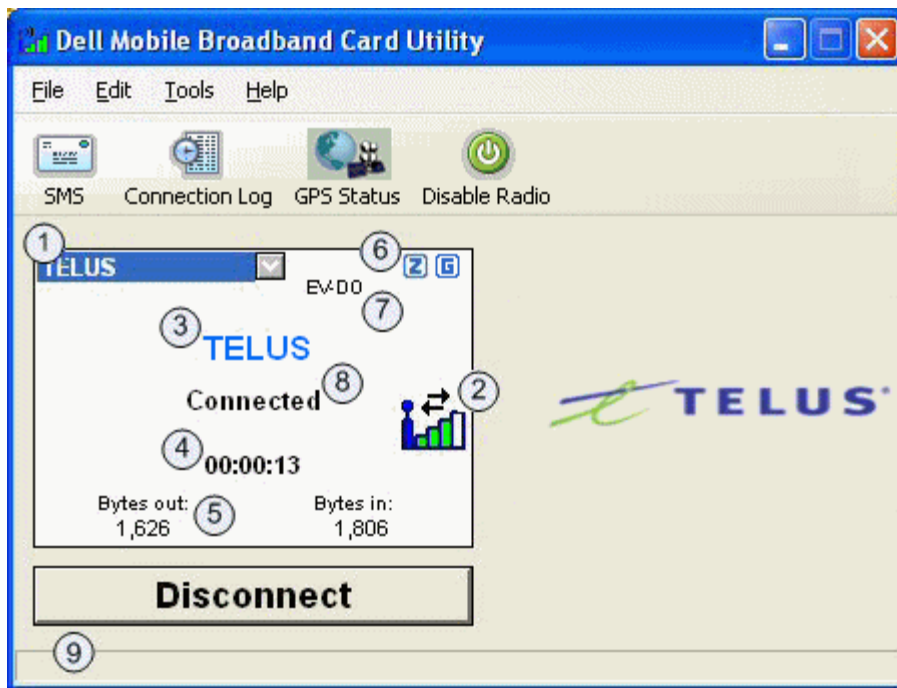 Dell Mobile Broadband Card Utility
File Edit Tools Help
SMS Connection Log GPS Status Disable Radio
1
TELUS
6
Z G
EV-DO
7
3
TELUS
8
Connected
2
TELUS
4
00:00:13
Bytes out: 5 Bytes in:
1,626 1,806
Disconnect
9